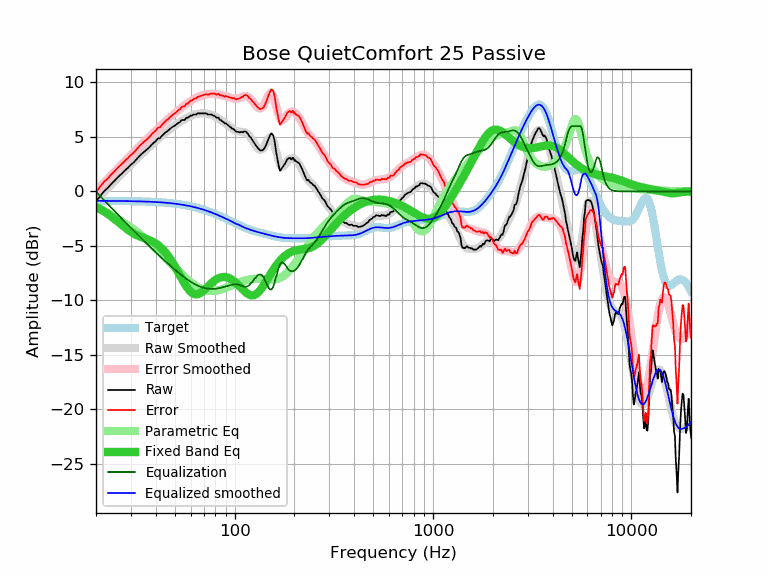 Bose QuietComfort 25 Passive
10
5
0
−5
−10
−15
−20
−25
Amplitude (dBr)
Target
Raw Smoothed
Error Smoothed
Raw
Error
Parametric Eq
Fixed Band Eq
Equalization
Equalized smoothed
100
1000
10000
Frequency (Hz)